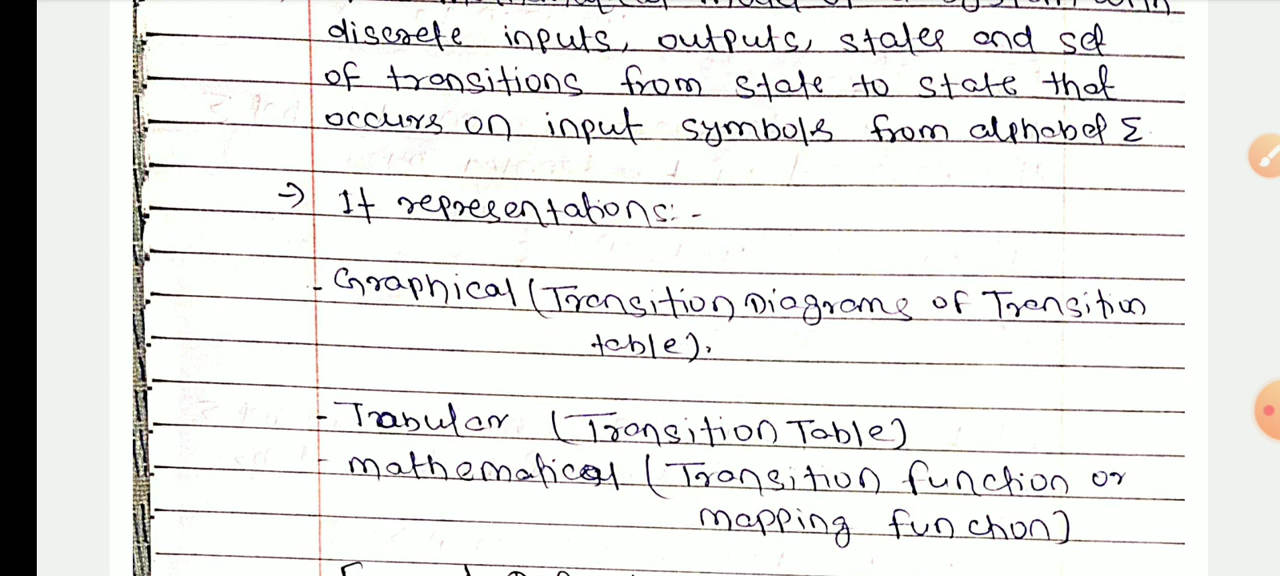 discrete inputs, outputs, states and set
of transitions from state to state that
occurs on input symbols from alphabet Σ.
→ It representations:-
- Graphical (Transition Diagrams of Transition
table).
- Trabular (Transition Table)
- mathematical (Transition function or
mapping function)